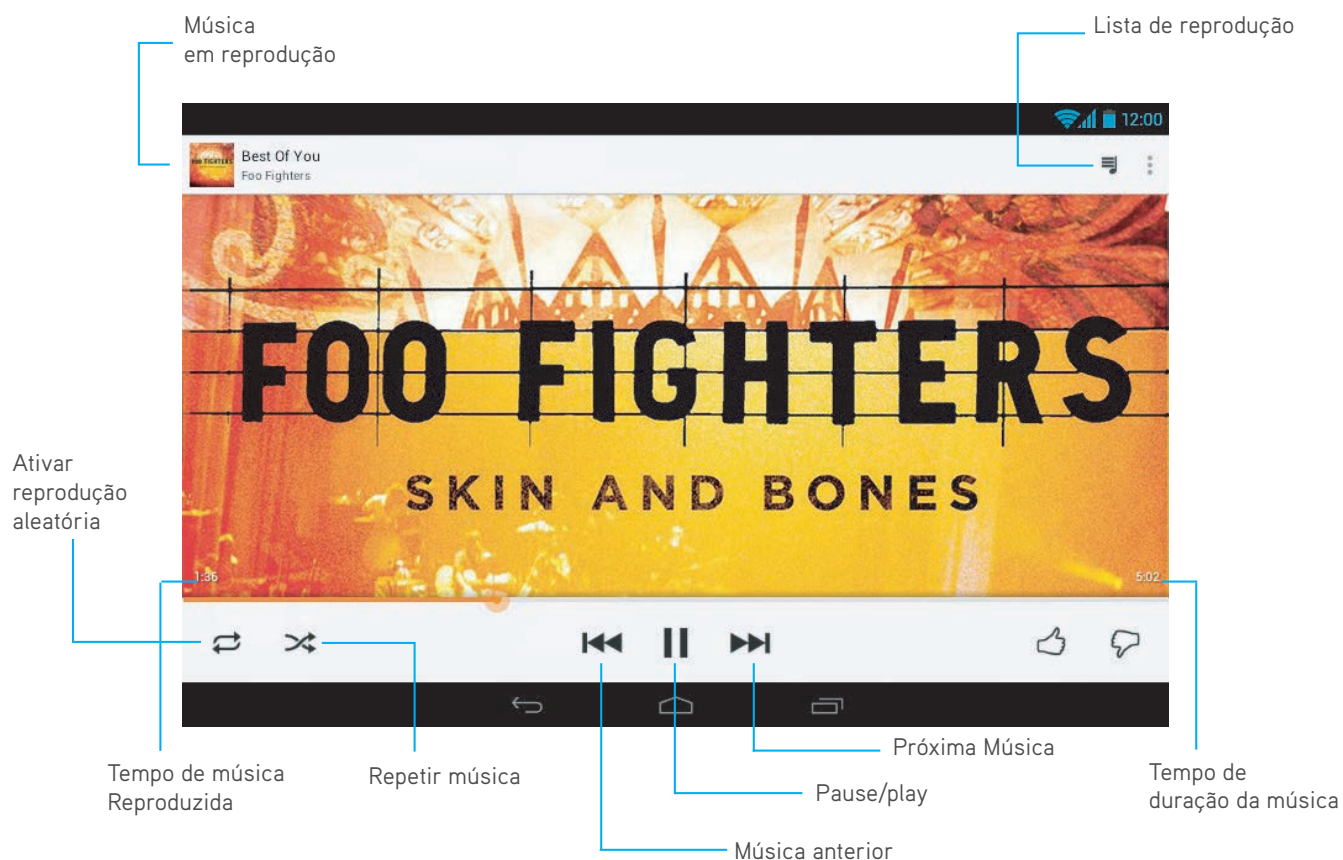 Música
em reprodução
Lista de reprodução
12:00
FOO FIGHTERS
Best Of You
Foo Fighters
FOO FIGHTERS
SKIN AND BONES
Ativar
reprodução
aleatória
1:36
5:02
Tempo de música
Reproduzida
Repetir música
Próxima Música
Pause/play
Música anterior
Tempo de
duração da música